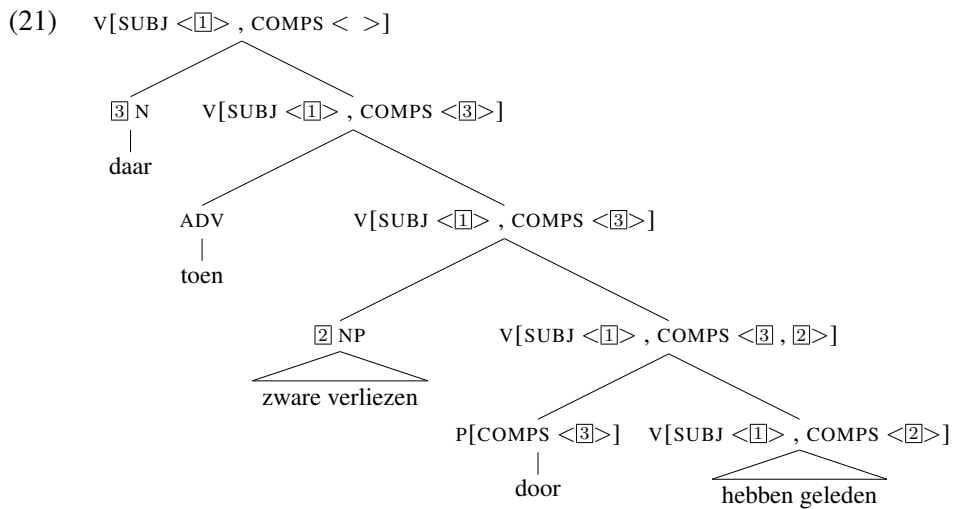 (21) V[SUBJ <1> , COMPS < >]
3 N V[SUBJ <1> , COMPS <3>]
daar
ADV V[SUBJ <1> , COMPS <3>]
toen
2 NP V[SUBJ <1> , COMPS <3 , 2>]
zware verliezen
P[COMPS <3>] V[SUBJ <1> , COMPS <2>]
door
hebben geleden